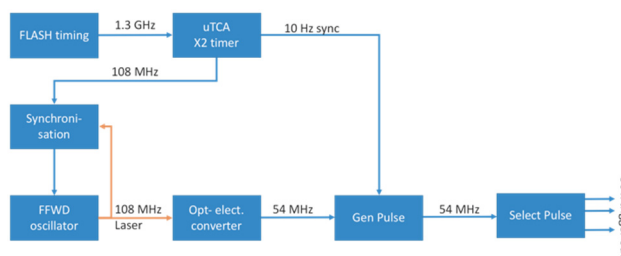 FLASH timing
1.3 GHz
uTCA
X2 timer
10 Hz sync
108 MHz
Synchroni-
sation
FFWD
oscillator
108 MHz
Laser
Opt- elect.
converter
54 MHz
Gen Pulse
54 MHz
Select Pulse